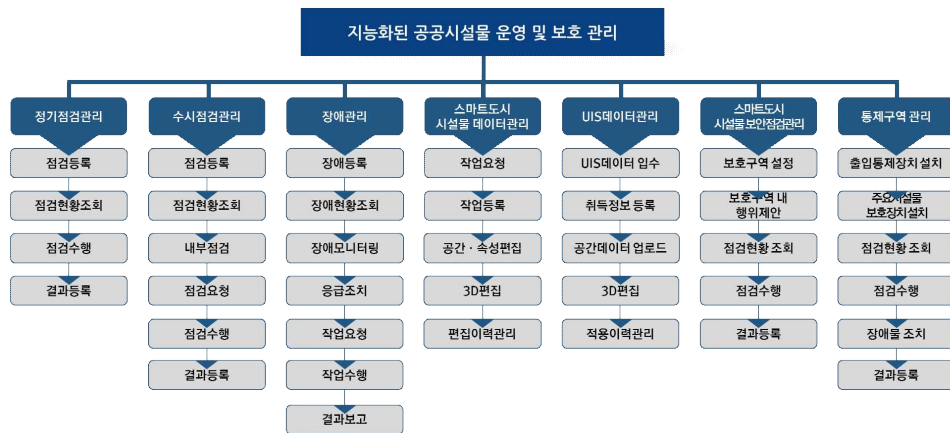 지능화된 공공시설물 운영 및 보호 관리
정기점검관리
점검등록
점검현황조회
점검수행
결과등록
수시점검관리
점검등록
점검현황조회
내부점검
점검요청
점검수행
결과등록
장애관리
장애등록
장애현황조회
장애모니터링
응급조치
작업요청
작업수행
결과보고
스마트도시
시설물 데이터관리
작업요청
작업등록
공간 · 속성편집
3D편집
편집이력관리
UIS데이터관리
UIS데이터 입수
취득정보 등록
공간데이터 업로드
3D편집
적용이력관리
스마트도시
시설물 보안점검관리
보호구역 설정
보호구역 내
행위제안
점검현황 조회
점검수행
결과등록
통제구역 관리
출입통제장치 설치
주요시설물
보호장치설치
점검현황 조회
점검수행
장애물 조치
결과등록